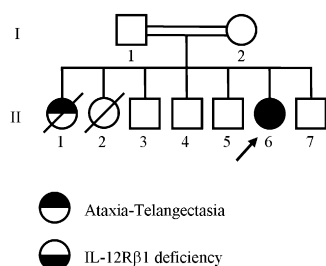 I
1 2
II
1 2 3 4 5 6 7
Ataxia-Telangectasia
IL-12Rβ1 deficiency